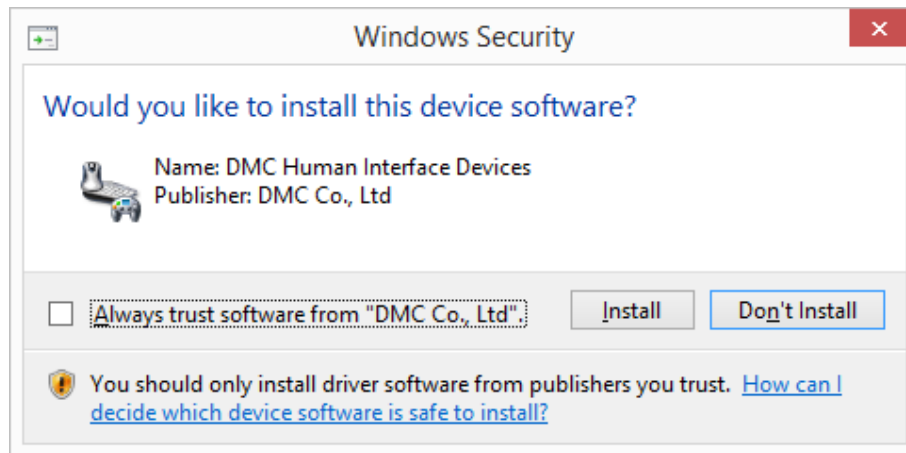 Windows Security
Would you like to install this device software?
Name: DMC Human Interface Devices
Publisher: DMC Co., Ltd
Always trust software from "DMC Co., Ltd".
Install
Don't Install
You should only install driver software from publishers you trust. How can I
decide which device software is safe to install?